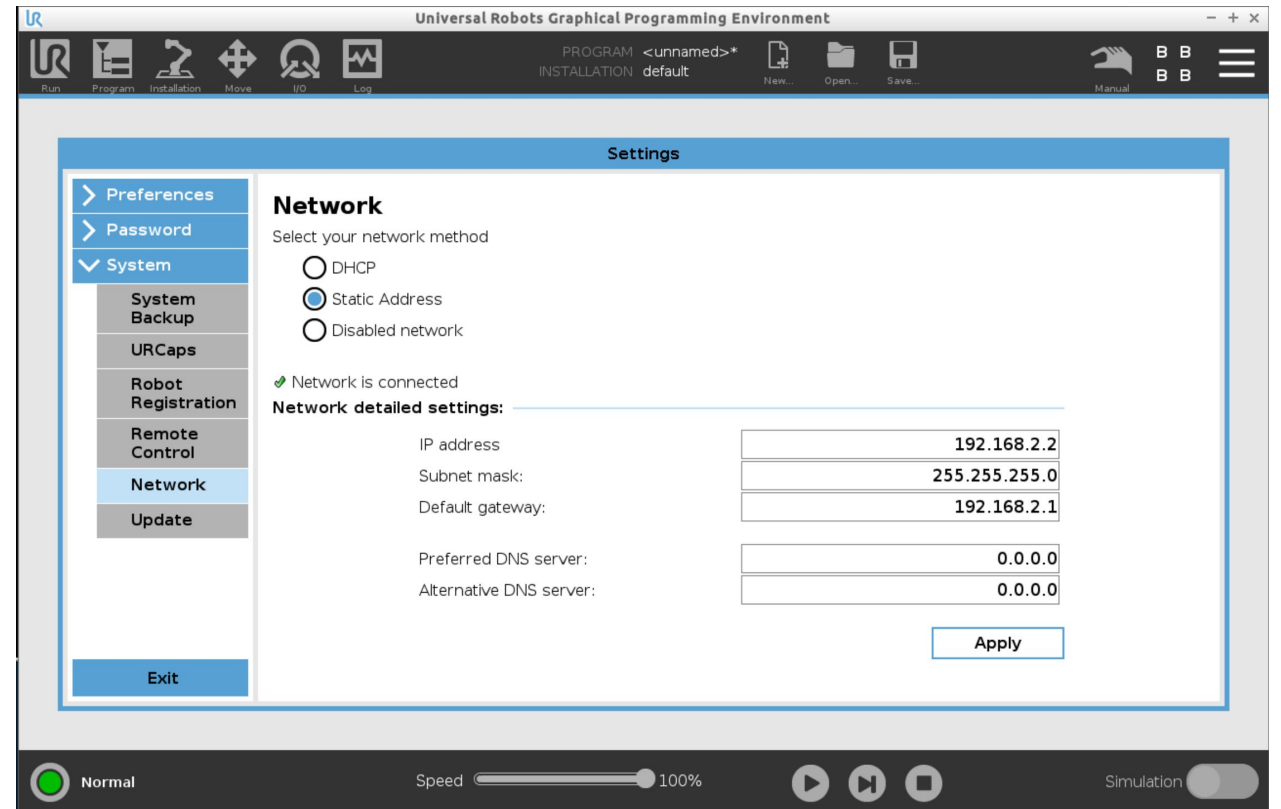 UR
Universal Robots Graphical Programming Environment
UR
Run
Program
Installation
Move
I/O
Log
PROGRAM <unnamed>*
INSTALLATION default
New...
Open...
Save...
Manual
B B
B B
Settings
Preferences
Password
System
System
Backup
URCaps
Robot
Registration
Remote
Control
Network
Update
Exit
Network
Select your network method
DHCP
Static Address
Disabled network
Network is connected
Network detailed settings:
IP address 192.168.2.2
Subnet mask: 255.255.255.0
Default gateway: 192.168.2.1
Preferred DNS server: 0.0.0.0
Alternative DNS server: 0.0.0.0
Apply
Normal
Speed 100%
Simulation